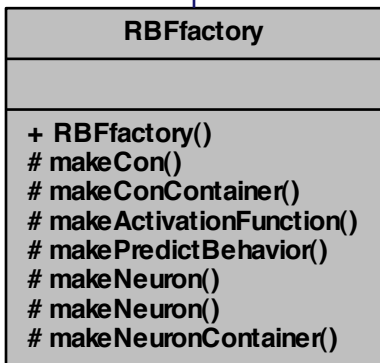 RBFfactory
+ RBFfactory()
# makeCon()
# makeConContainer()
# makeActivationFunction()
# makePredictBehavior()
# makeNeuron()
# makeNeuron()
# makeNeuronContainer()